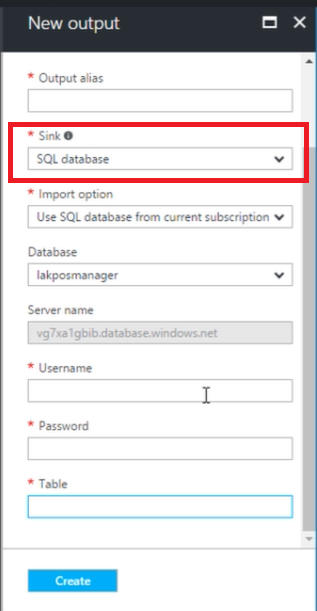 New output
* Output alias
* Sink
SQL database
* Import option
Use SQL database from current subscription
Database
lakposmanager
Server name
vg7xa1gbib.database.windows.net
* Username
* Password
* Table
Create